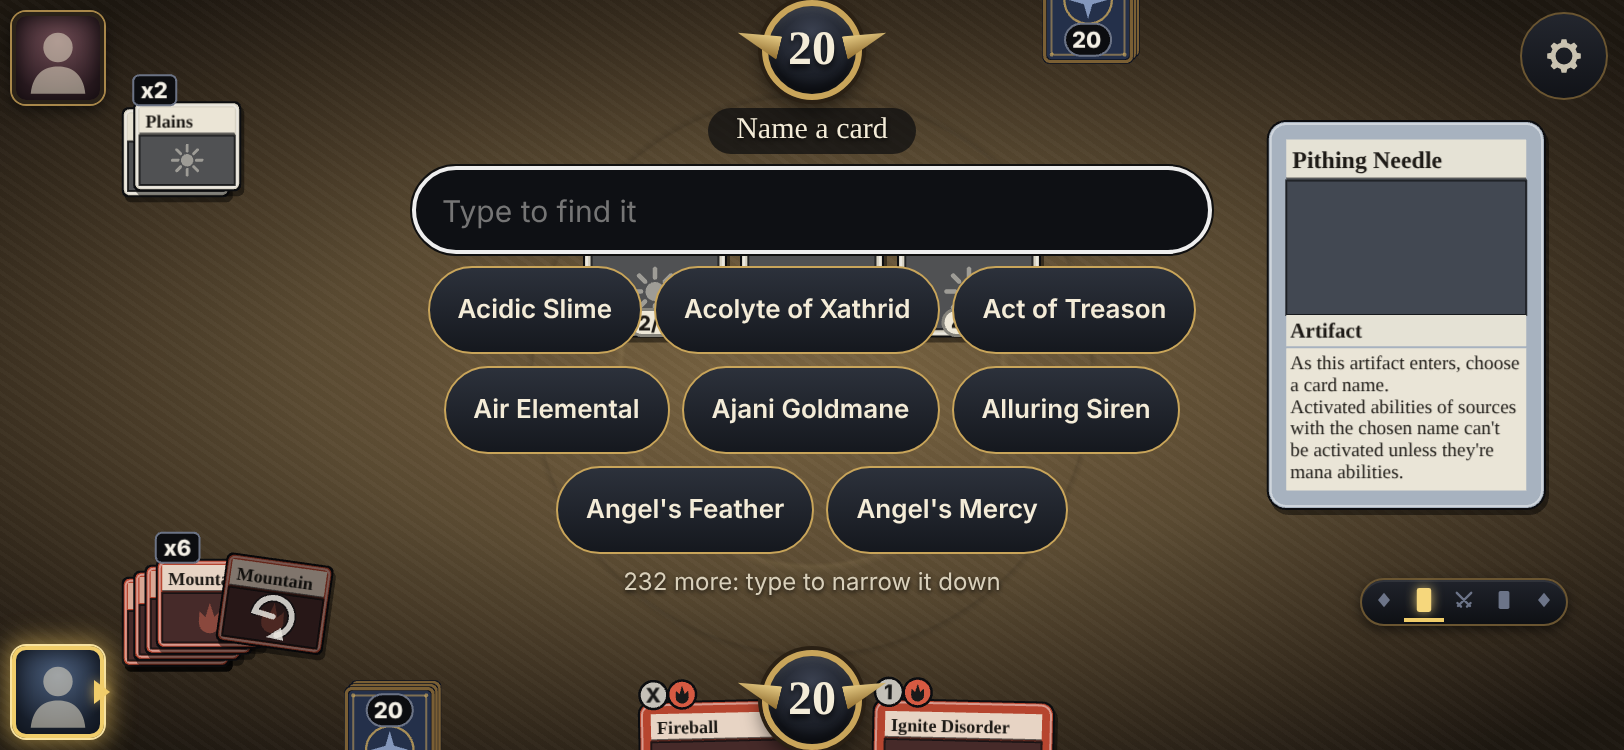 20
20
x2
Plains
Name a card
Type to find it
Pithing Needle
Acidic Slime
Acolyte of Xathrid
Act of Treason
2/
Air Elemental
Ajani Goldmane
Alluring Siren
Artifact
As this artifact enters, choose
a card name.
Activated abilities of sources
with the chosen name can't
be activated unless they're
mana abilities.
Angel's Feather
Angel's Mercy
232 more: type to narrow it down
x6
Mounta
Mountain
20
X
20
1
Fireball
Ignite Disorder